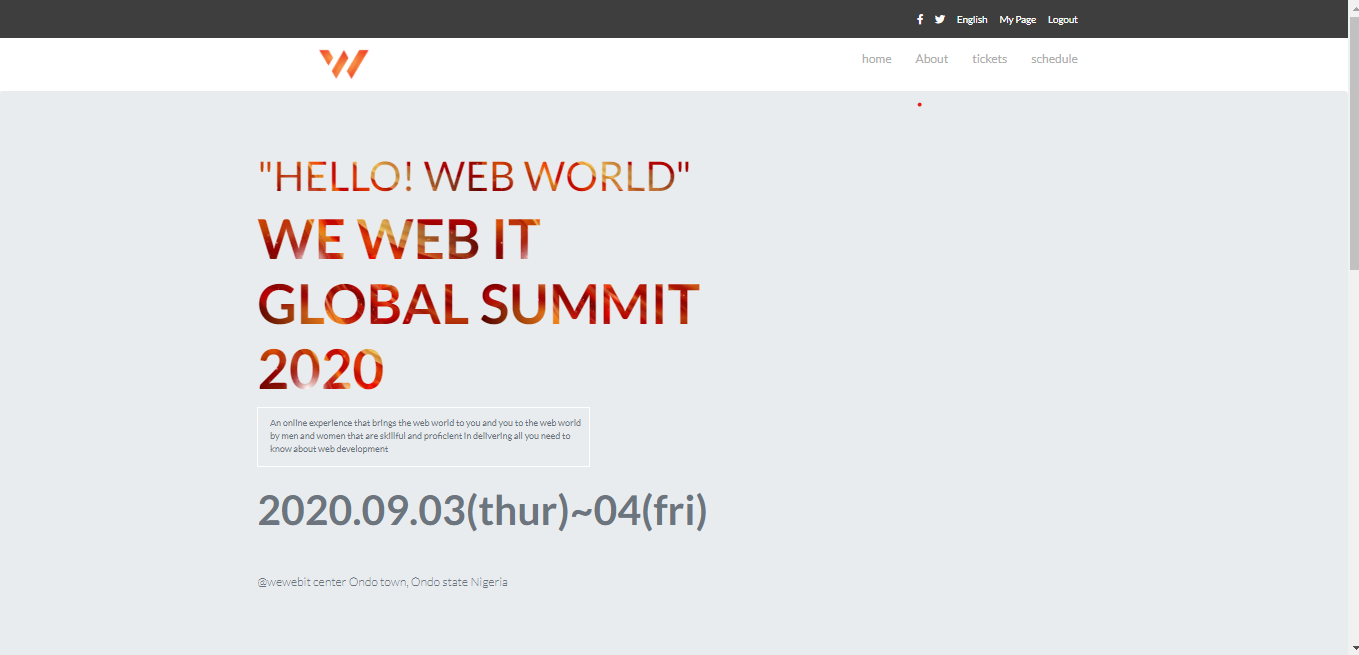 English My Page Logout
home About tickets schedule
"HELLO! WEB WORLD"
WE WEB IT
GLOBAL SUMMIT
2020
An online experience that brings the web world to you and you to the web world
by men and women that are skillful and proficient in delivering all you need to
know about web development
2020.09.03(thur)~04(fri)
@wewebit center Ondo town, Ondo state Nigeria